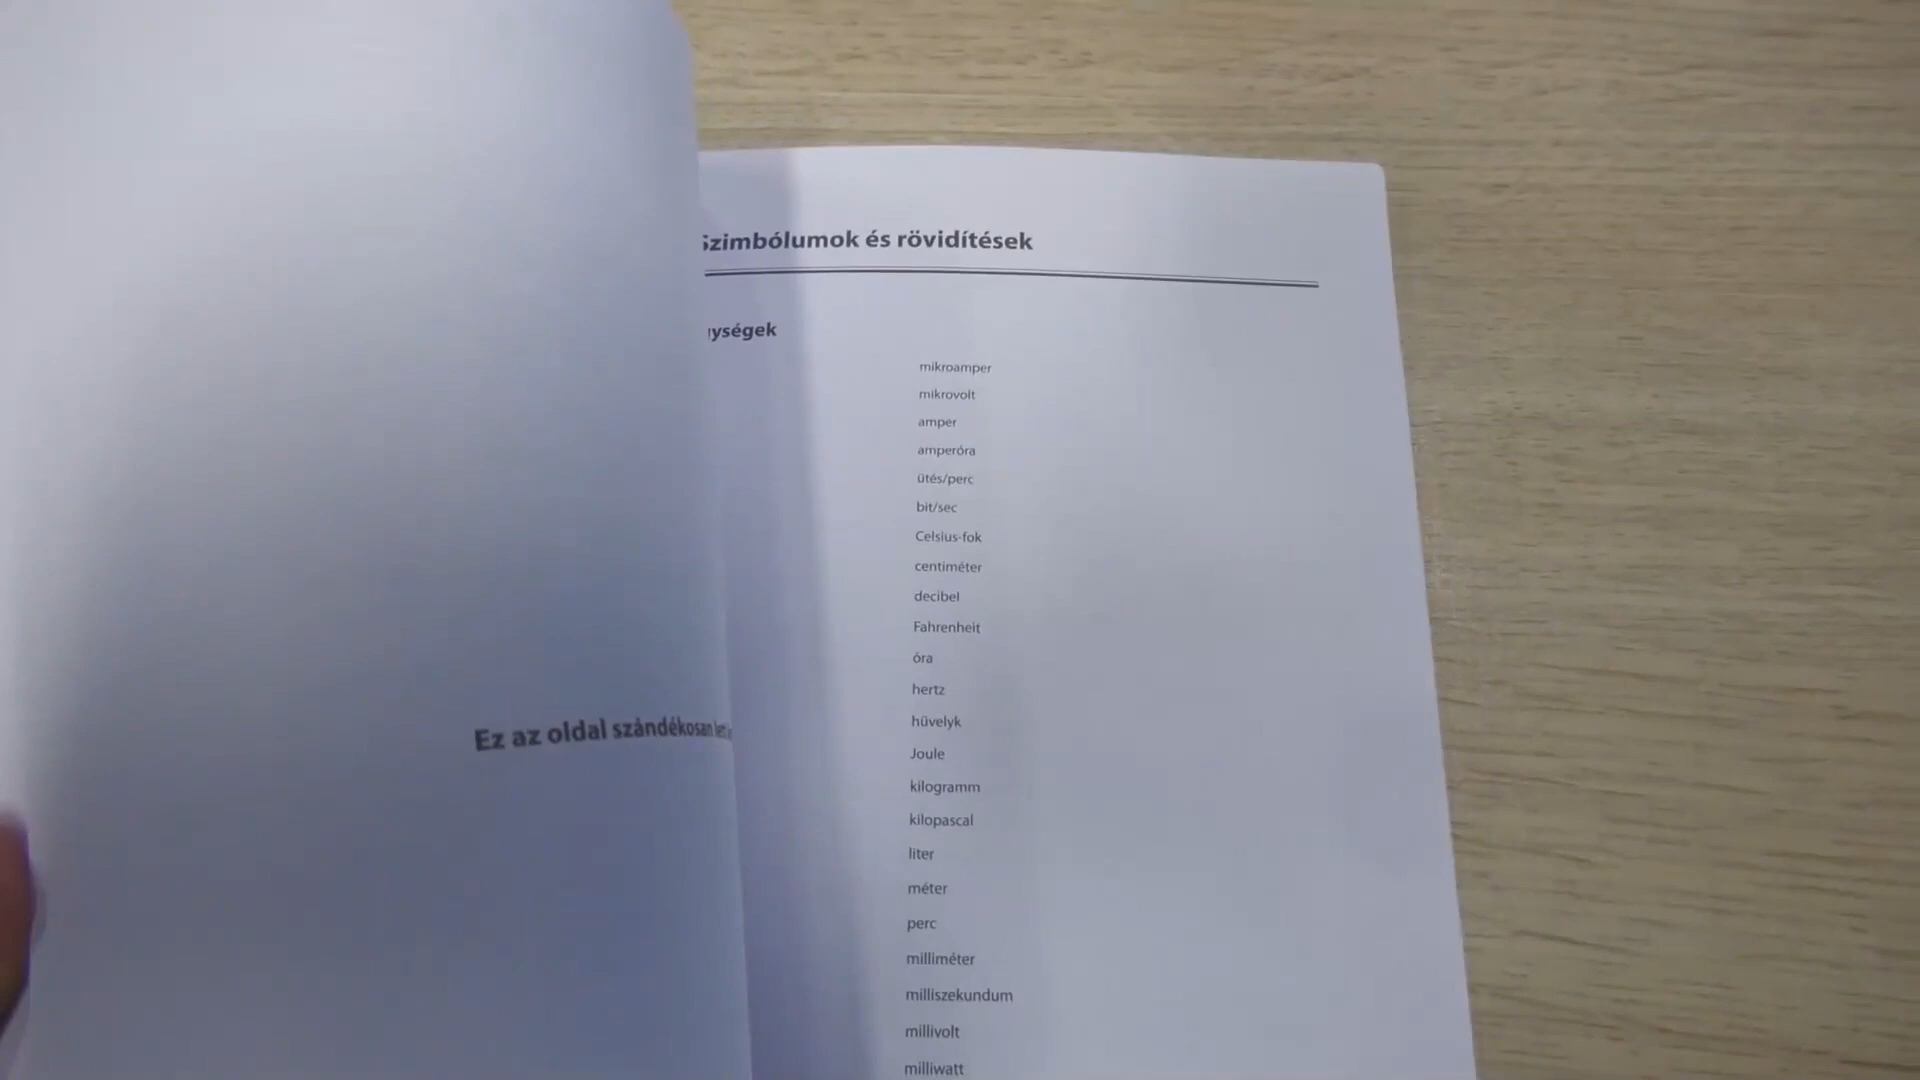 Ez az oldal szándékosan
Szimbólumok és rövidítések
ységek
mikroamper
mikrovolt
amper
amperóra
ütés/perc
bit/sec
Celsius-fok
centiméter
decibel
Fahrenheit
óra
hertz
hüvelyk
Joule
kilogramm
kilopascal
liter
méter
perc
milliméter
milliszekundum
millivolt
milliwatt